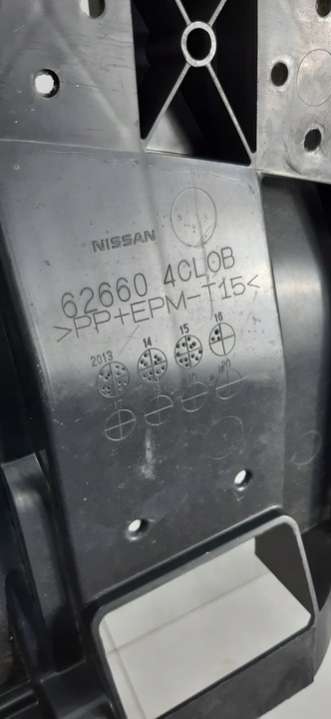 NISSAN
62660 4CL0B
>PP+EPM-T15<
2013 14 15 16